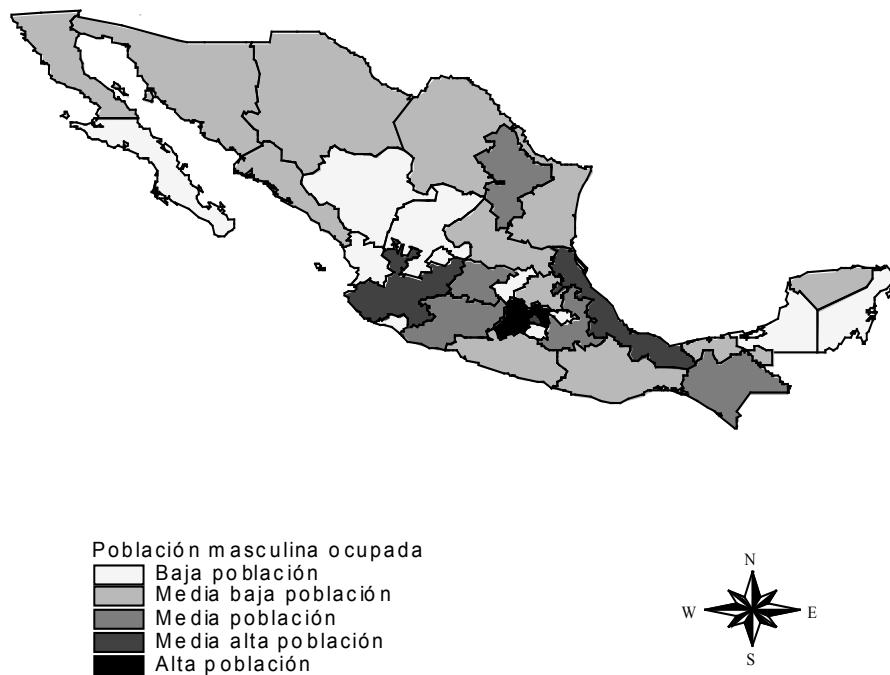 Población masculina ocupada
Baja población
Media baja población
Media población
Media alta población
Alta población
N
W E
S